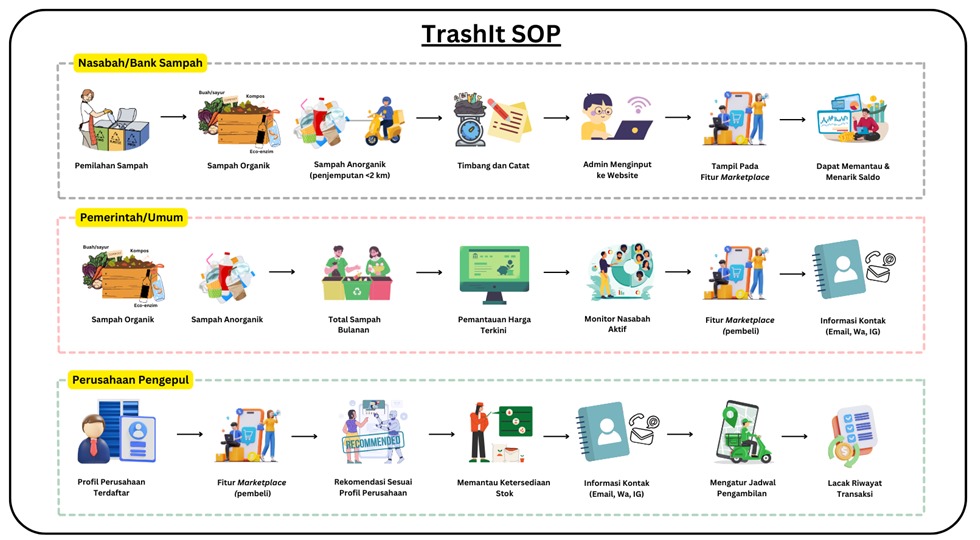 TrashIt SOP
Nasabah/Bank Sampah
Buah/sayur
Kompos
Eco-enzim
Pemilahan Sampah
Sampah Organik
Sampah Anorganik
(penjemputan <2 km)
Timbang dan Catat
Admin Menginput
ke Website
Tampil Pada
Fitur Marketplace
Dapat Memantau &
Menarik Saldo
Pemerintah/Umum
Buah/sayur
Kompos
Eco-enzim
Sampah Organik
Sampah Anorganik
Total Sampah
Bulanan
Pemantauan Harga
Terkini
Monitor Nasabah
Aktif
Fitur Marketplace
(pembeli)
Informasi Kontak
(Email, Wa, IG)
Perusahaan Pengepul
RECOMMENDED
Profil Perusahaan
Terdaftar
Fitur Marketplace
(pembeli)
Rekomendasi Sesuai
Profil Perusahaan
Memantau Ketersediaan
Stok
Informasi Kontak
(Email, Wa, IG)
Mengatur Jadwal
Pengambilan
Lacak Riwayat
Transaksi